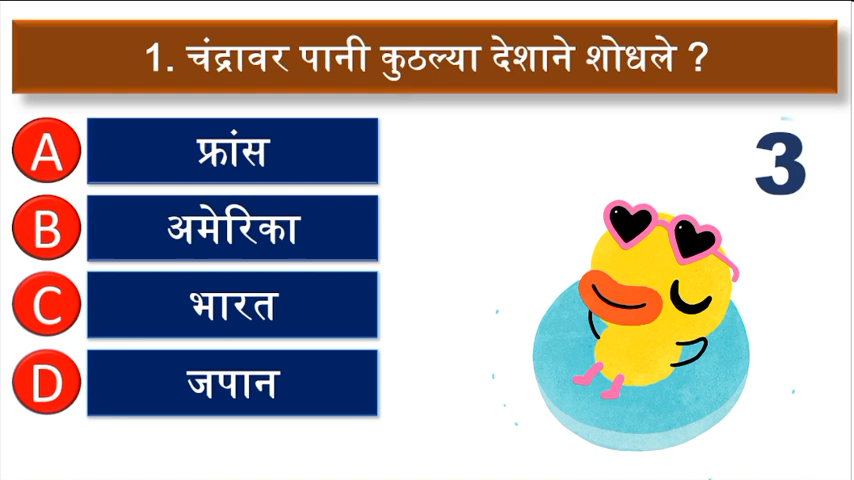 1. चंद्रावर पानी कुठल्या देशाने शोधले ?
A फ्रांस
3
B अमेरिका
C भारत
D जपान